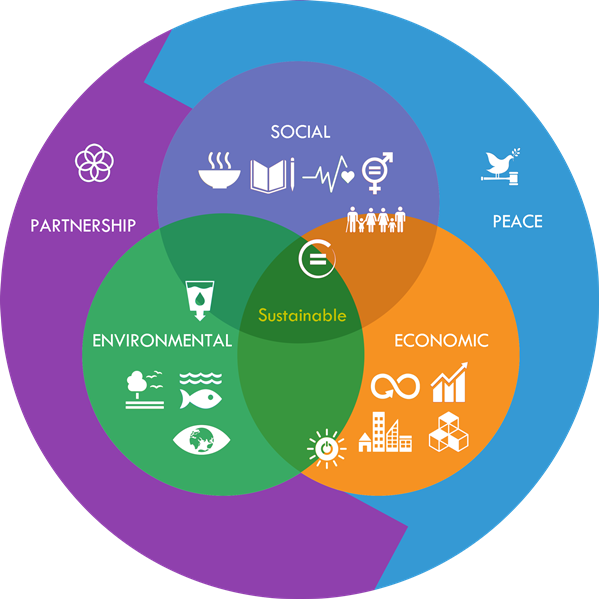 SOCIAL
PARTNERSHIP
PEACE
Sustainable
ENVIRONMENTAL
ECONOMIC